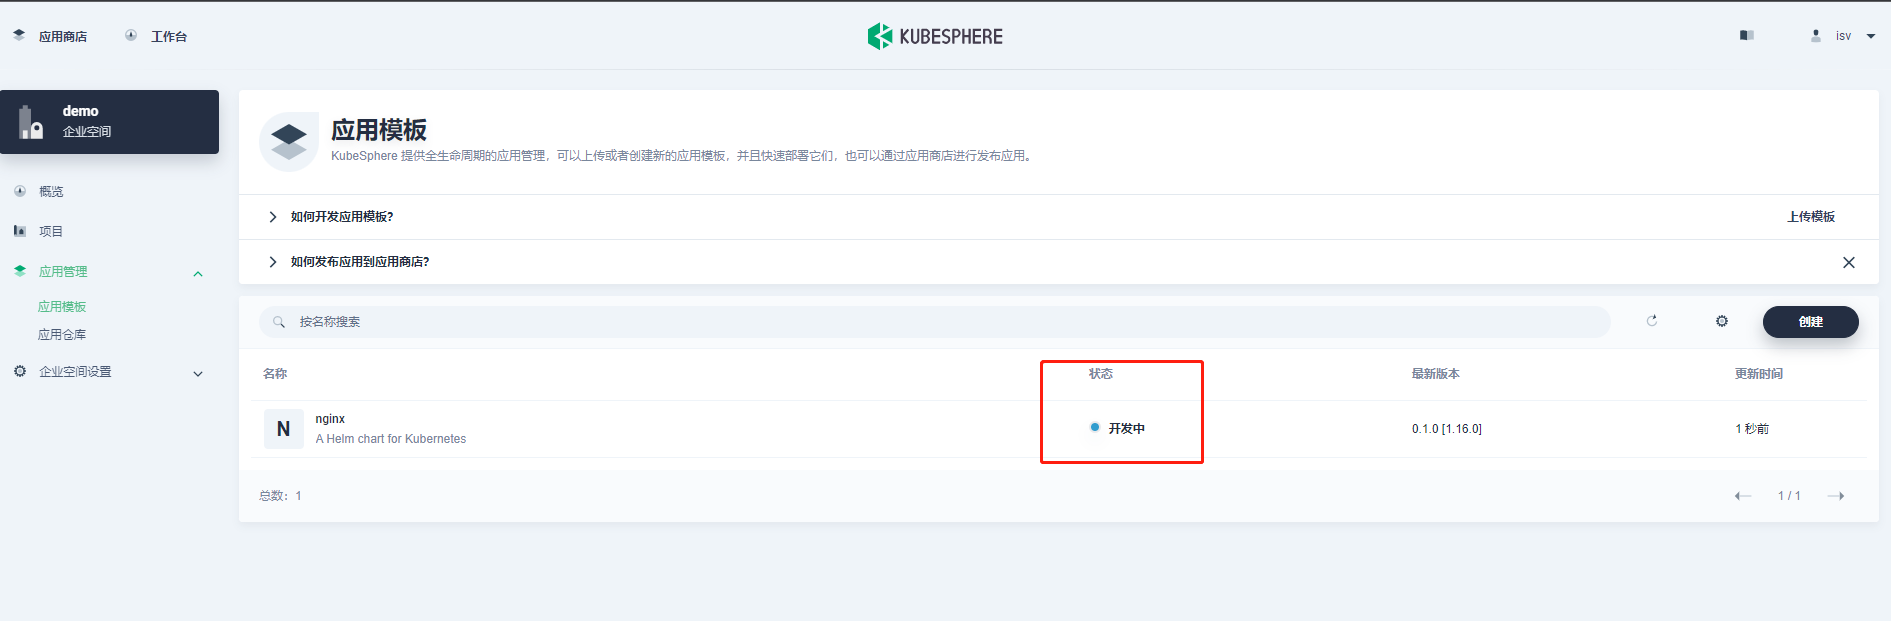 应用商店 工作台 KUBESPHERE isv
demo
企业空间
概览
项目
应用管理
应用模板
应用仓库
企业空间设置
应用模板
KubeSphere 提供全生命周期的应用管理，可以上传或者创建新的应用模板，并且快速部署它们，也可以通过应用商店进行发布应用。
如何开发应用模板? 上传模板
如何发布应用到应用商店?
按名称搜索 创建
名称 状态 最新版本 更新时间
N nginx
A Helm chart for Kubernetes
开发中 0.1.0 [1.16.0] 1 秒前
总数：1 1 / 1